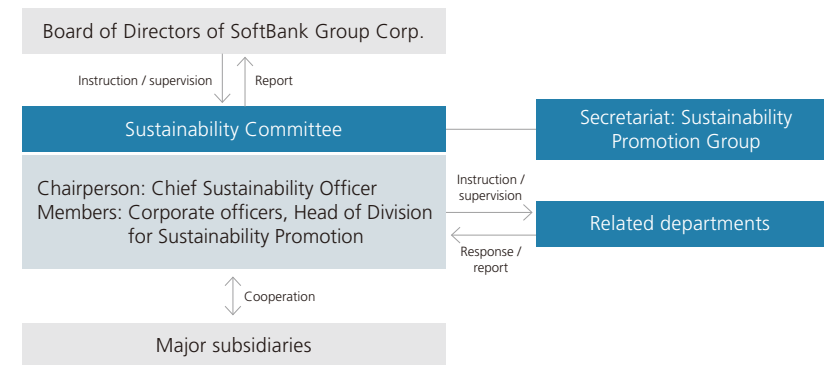 Board of Directors of SoftBank Group Corp.
Instruction / supervision
Report
Sustainability Committee
Secretariat: Sustainability
Promotion Group
Chairperson: Chief Sustainability Officer
Members: Corporate officers, Head of Division
for Sustainability Promotion
Instruction /
supervision
Related departments
Response /
report
Cooperation
Major subsidiaries